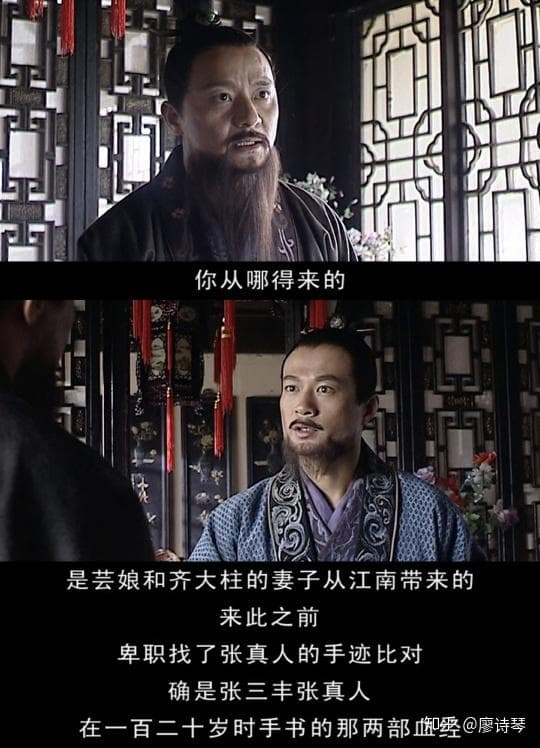 你从哪得来的
是芸娘和齐大柱的妻子从江南带来的
来此之前
卑职找了张真人的手迹比对
确是张三丰张真人
在一百二十岁时手书的那两部血经
知乎 @廖诗琴